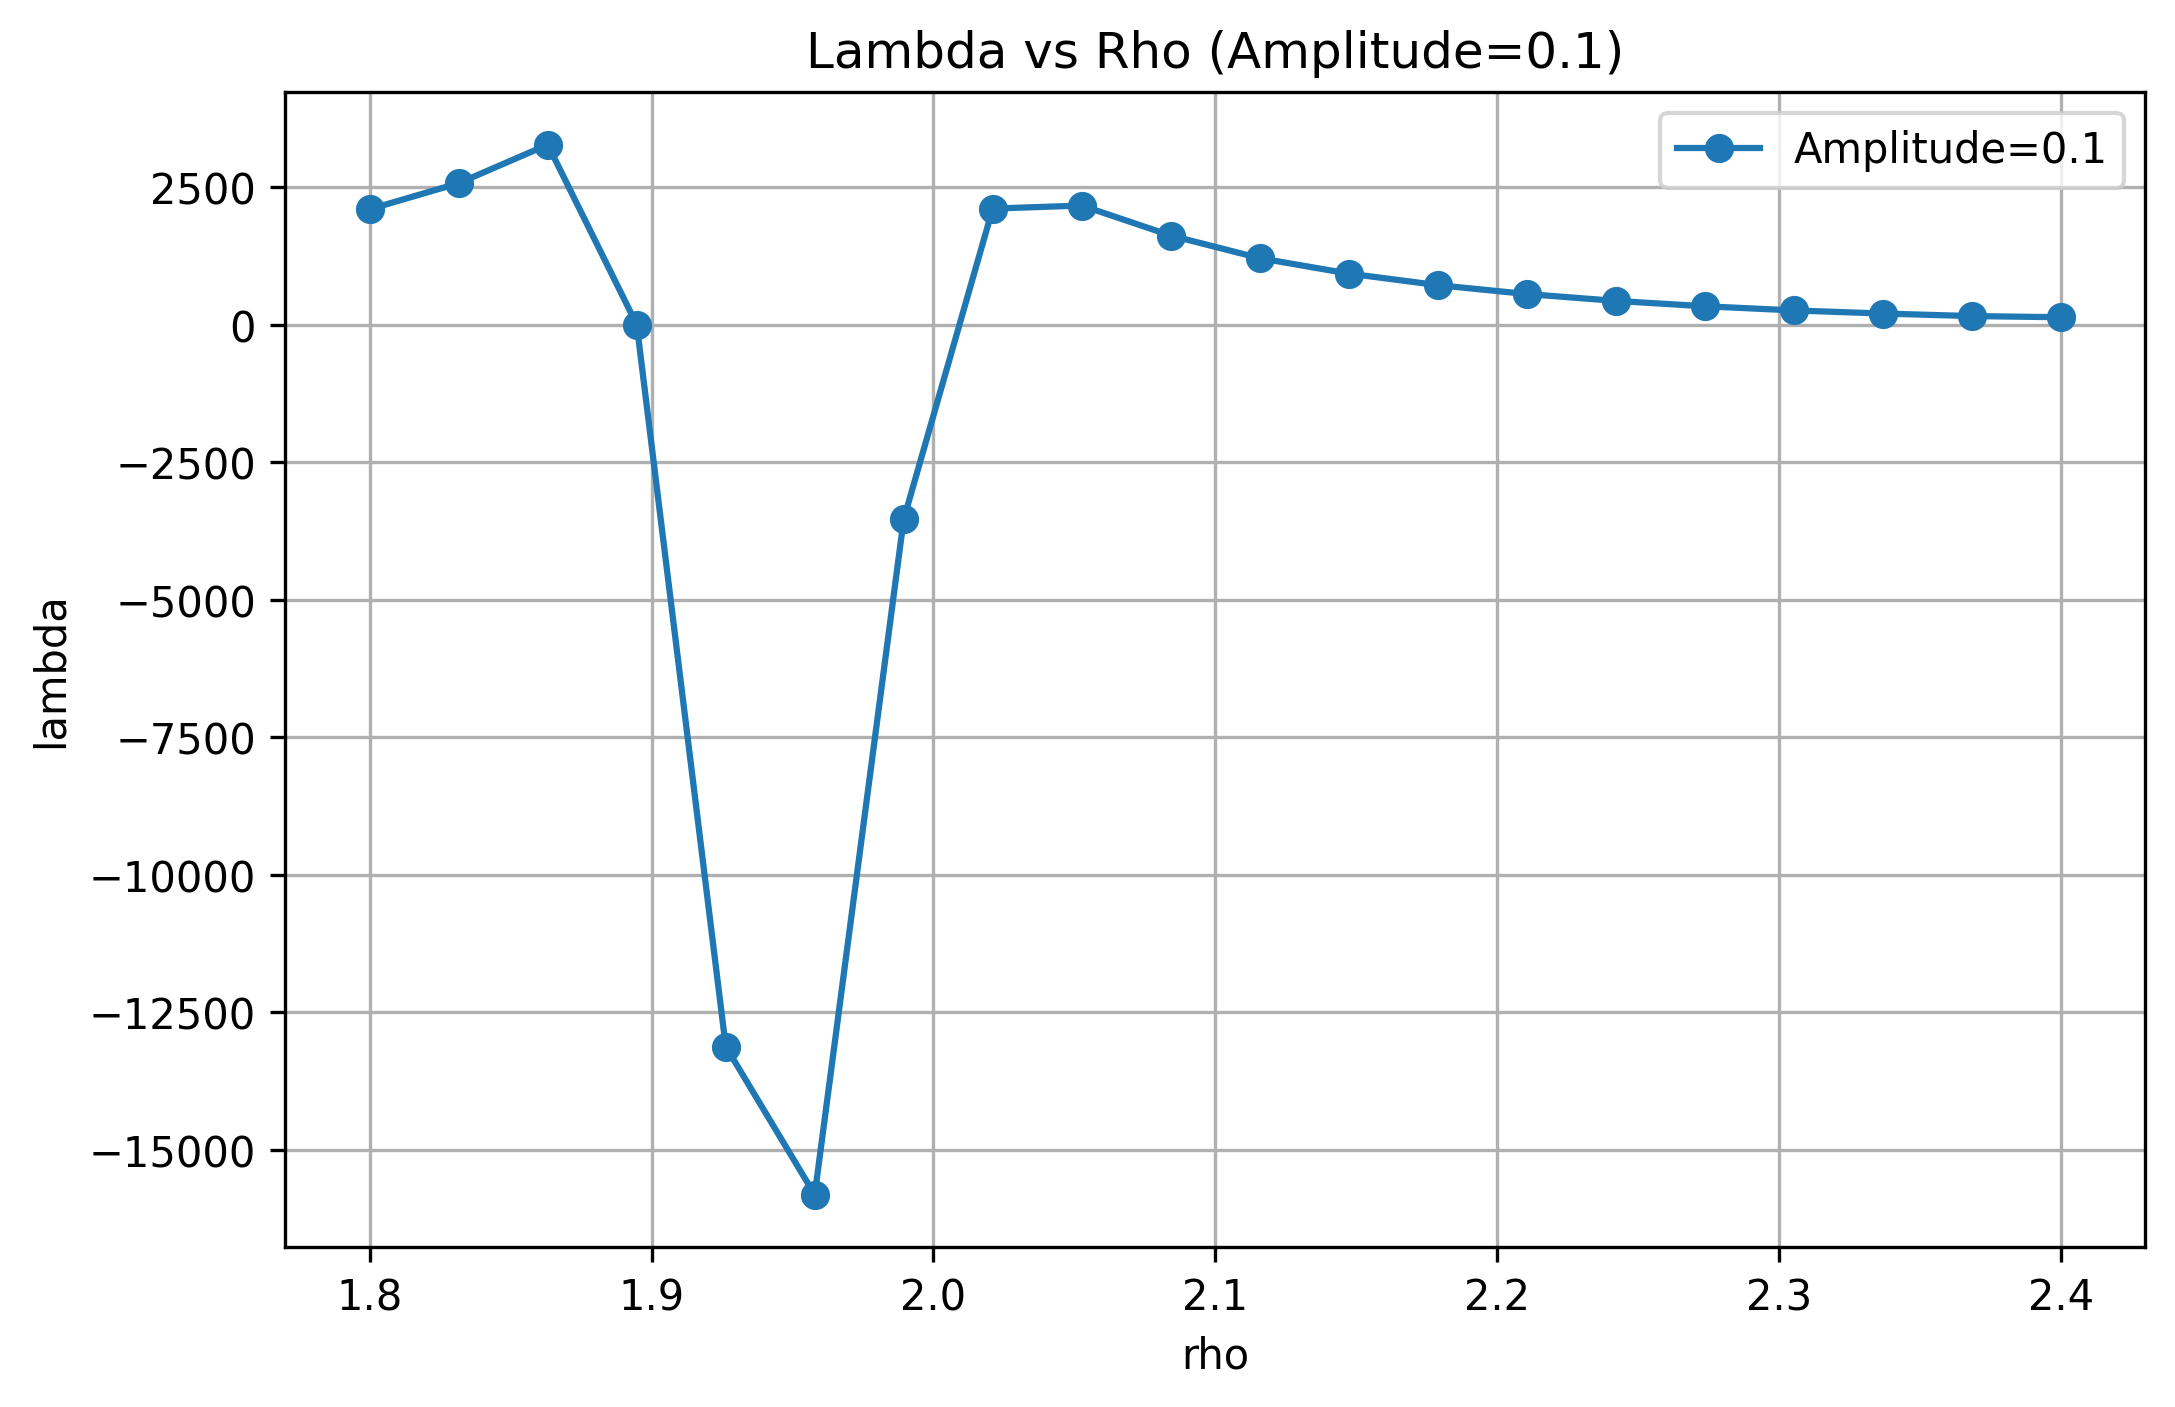 Lambda vs Rho (Amplitude=0.1)
Amplitude=0.1
2500
0
−2500
−5000
−7500
−10000
−12500
−15000
lambda
1.8 1.9 2.0 2.1 2.2 2.3 2.4
rho